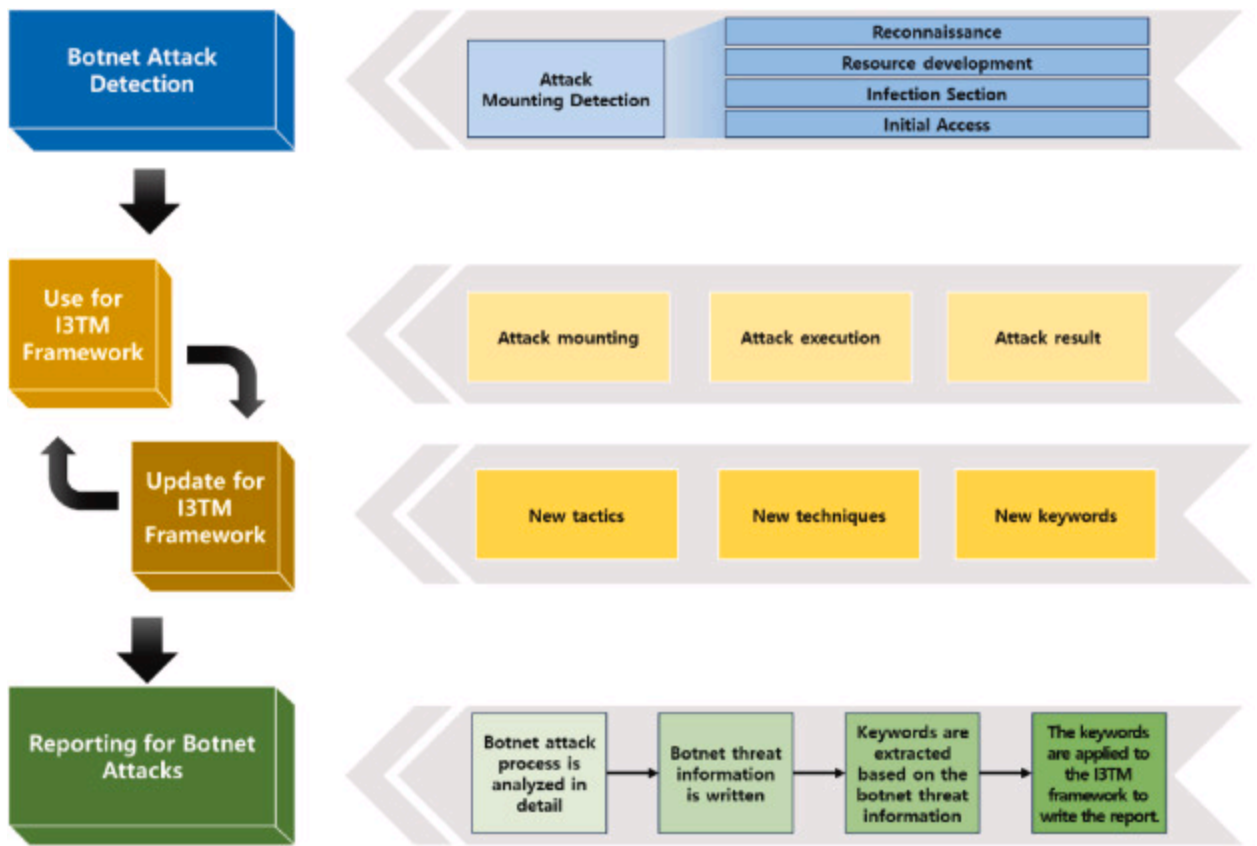 Botnet Attack
Detection
Attack
Mounting Detection
Reconnaissance
Resource development
Infection Section
Initial Access
Use for
I3TM
Framework
Attack mounting
Attack execution
Attack result
Update for
I3TM
Framework
New tactics
New techniques
New keywords
Reporting for Botnet
Attacks
Botnet attack
process is
analyzed in
detail
Botnet threat
information
is written
Keywords are
extracted
based on the
botnet threat
information
The keywords
are applied to
the I3TM
framework to
write the report.